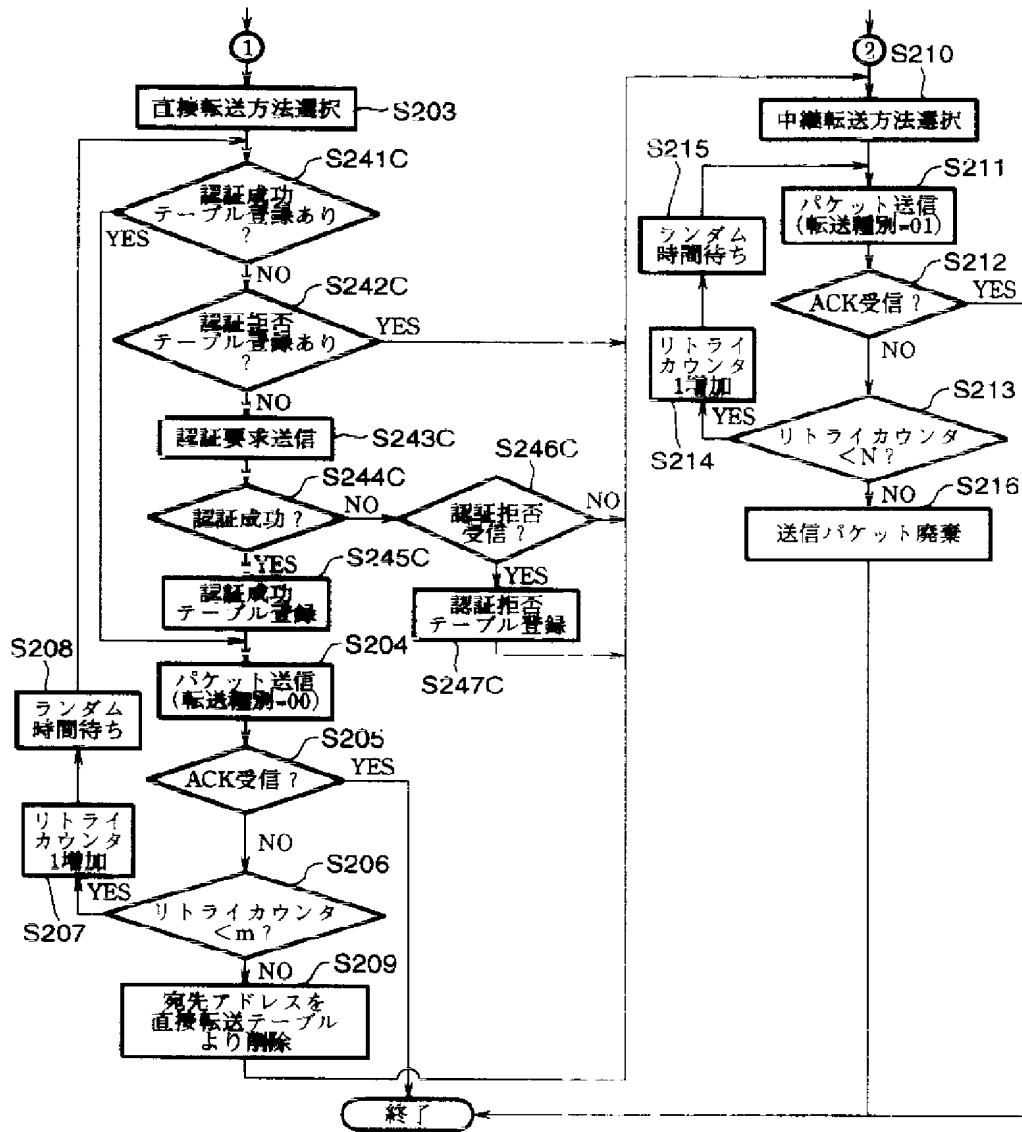 ①
直接転送方法選択
S203
S241C
認証成功
テーブル登録あり
?
YES
NO
S242C
認証拒否
テーブル登録あり
?
YES
NO
認証要求送信
S243C
S244C
認証成功?
NO
YES
S246C
認証拒否
受信?
NO
YES
S245C
認証成功
テーブル登録
認証拒否
テーブル登録
S247C
S204
パケット送信
(転送種別=00)
S208
ランダム
時間待ち
S205
ACK受信?
YES
NO
リトライ
カウンタ
1増加
S207
YES
S206
リトライカウンタ
<m?
NO
S209
宛先アドレスを
直接転送テーブル
より削除
終了
②
S210
中継転送方法選択
S215
ランダム
時間待ち
S211
パケット送信
(転送種別=01)
S212
ACK受信?
YES
NO
リトライ
カウンタ
1増加
S214
YES
S213
リトライカウンタ
<N?
NO
S216
送信パケット廃棄